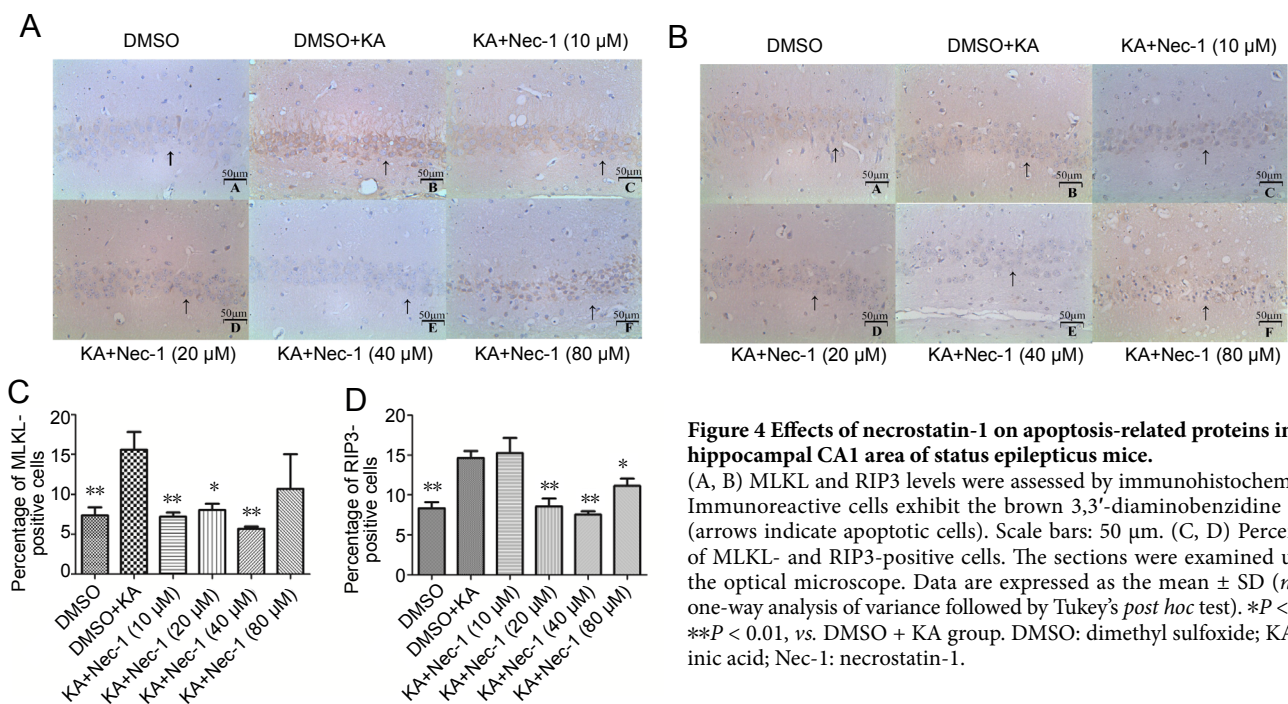 A
DMSO
DMSO+KA
KA+Nec-1 (10 µM)
50µm
A
50µm
B
50µm
C
50µm
D
50µm
E
50µm
F
KA+Nec-1 (20 µM)
KA+Nec-1 (40 µM)
KA+Nec-1 (80 µM)
B
DMSO
DMSO+KA
KA+Nec-1 (10 µM)
50µm
A
50µm
B
50µm
C
50µm
D
50µm
E
50µm
F
KA+Nec-1 (20 µM)
KA+Nec-1 (40 µM)
KA+Nec-1 (80 µM)
C
Percentage of MLKL-
positive cells
20
15
10
5
0
**
**
*
**
DMSO
DMSO+KA
KA+Nec-1 (10 µM)
KA+Nec-1 (20 µM)
KA+Nec-1 (40 µM)
KA+Nec-1 (80 µM)
D
Percentage of RIP3-
positive cells
20
15
10
5
0
**
**
**
*
DMSO
DMSO+KA
KA+Nec-1 (10 µM)
KA+Nec-1 (20 µM)
KA+Nec-1 (40 µM)
KA+Nec-1 (80 µM)
Figure 4 Effects of necrostatin-1 on apoptosis-related proteins in
hippocampal CA1 area of status epilepticus mice.
(A, B) MLKL and RIP3 levels were assessed by immunohistochem
Immunoreactive cells exhibit the brown 3,3′-diaminobenzidine
(arrows indicate apoptotic cells). Scale bars: 50 µm. (C, D) Perce
of MLKL- and RIP3-positive cells. The sections were examined u
the optical microscope. Data are expressed as the mean ± SD (n
one-way analysis of variance followed by Tukey's post hoc test). *P <
**P < 0.01, vs. DMSO + KA group. DMSO: dimethyl sulfoxide; KA
inic acid; Nec-1: necrostatin-1.